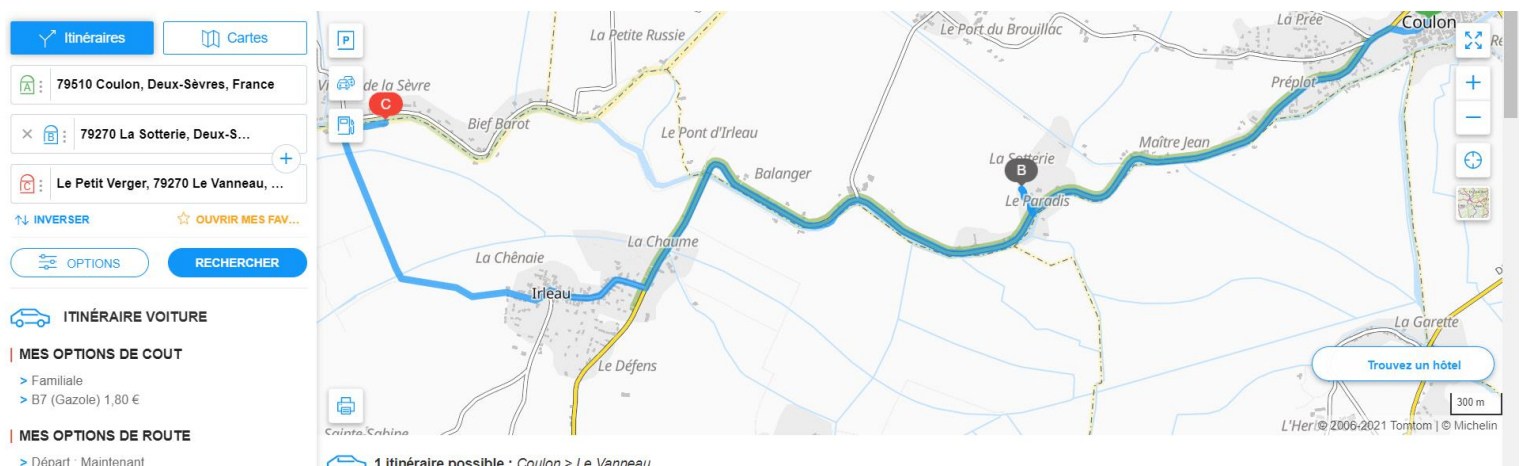 Itinéraires
Cartes
A
79510 Coulon, Deux-Sèvres, France
B
79270 La Sotterie, Deux-S...
C
Le Petit Verger, 79270 Le Vanneau, ...
INVERSER
OUVRIR MES FAV...
OPTIONS
RECHERCHER
ITINÉRAIRE VOITURE
MES OPTIONS DE COUT
> Familiale
> B7 (Gazole) 1,80 €
MES OPTIONS DE ROUTE
> Départ : Maintenant
P
La Petite Russie
Le Port du Brouillac
La Prée
Coulon
de la Sèvre
C
Bief Barot
Le Pont d'Irleau
Balanger
Préplot
Maître Jean
La Sotterie
B
Le Paradis
La Chaume
La Chênaie
Irleau
Le Défens
Sainte-Sabine
La Garette
Trouvez un hôtel
300 m
© 2006-2021 Tomtom | © Michelin
1 itinéraire possible : Coulon > Le Vanneau